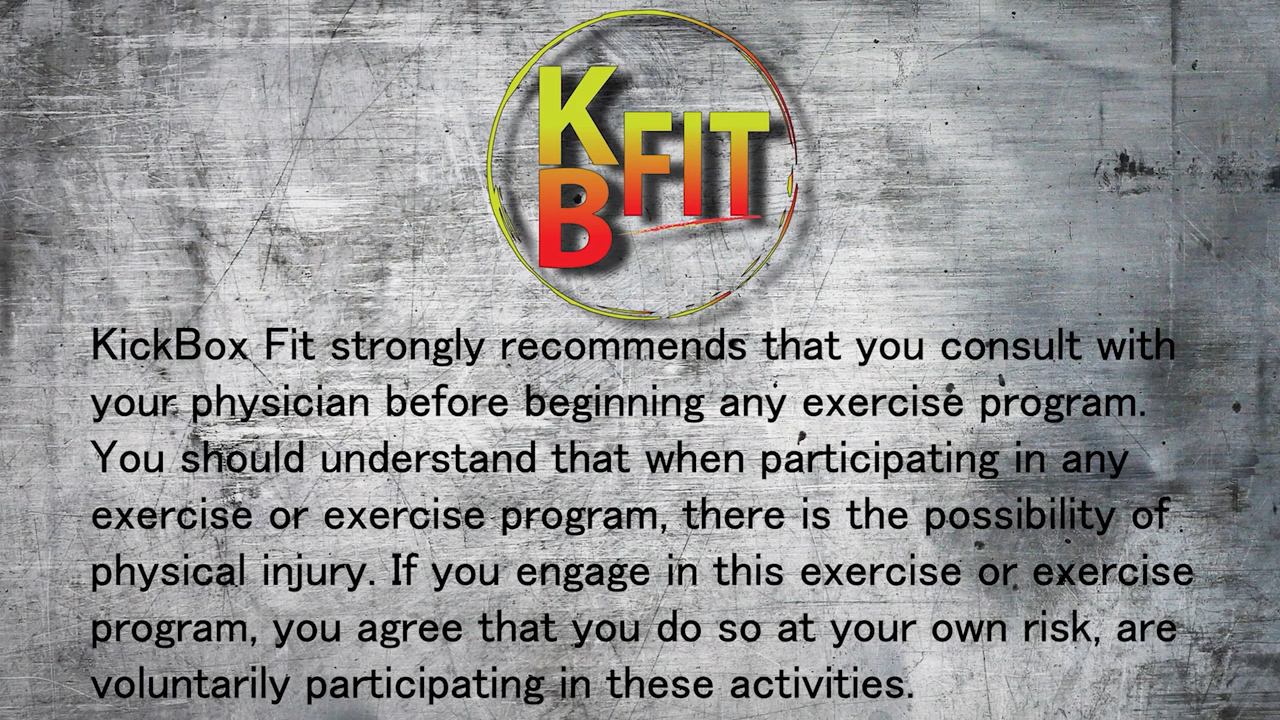 K
B FIT
KickBox Fit strongly recommends that you consult with
your physician before beginning any exercise program.
You should understand that when participating in any
exercise or exercise program, there is the possibility of
physical injury. If you engage in this exercise or exercise
program, you agree that you do so at your own risk, are
voluntarily participating in these activities.